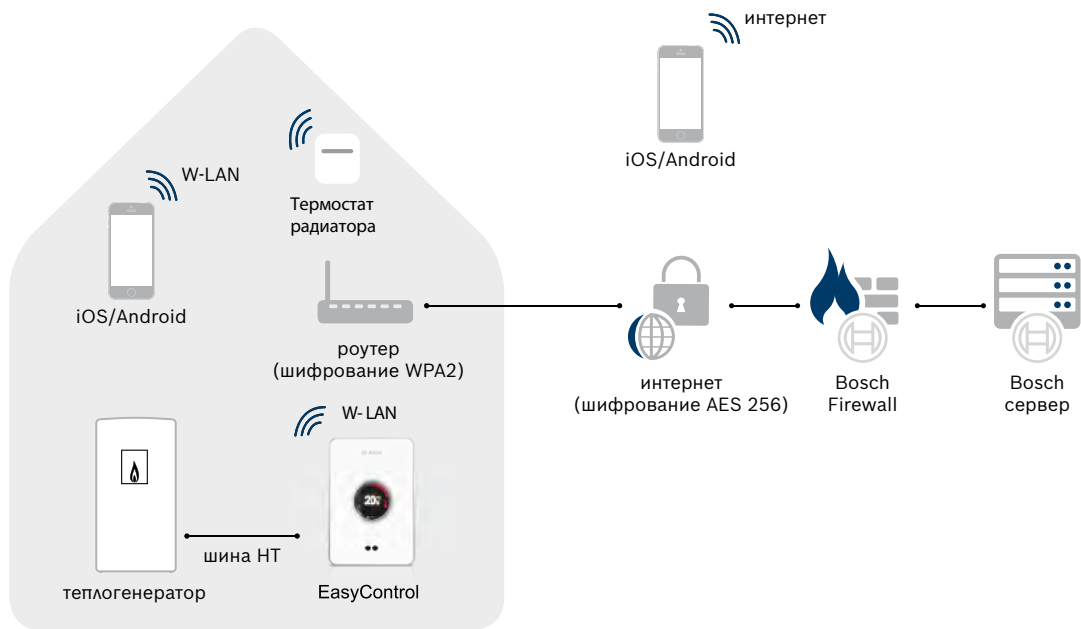 интернет
iOS/Android
W-LAN
Термостат
радиатора
iOS/Android
роутер
(шифрование WPA2)
интернет
(шифрование AES 256)
Bosch
Firewall
Bosch
сервер
W- LAN
20
шина HT
теплогенератор
EasyControl